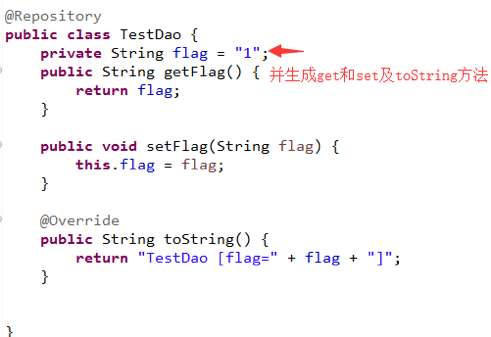 @Repository
public class TestDao {
    private String flag = "1";
    public String getFlag() { 并生成get和set及toString方法
        return flag;
    }
    public void setFlag(String flag) {
        this.flag = flag;
    }
    @Override
    public String toString() {
        return "TestDao [flag=" + flag + "]";
    }
}